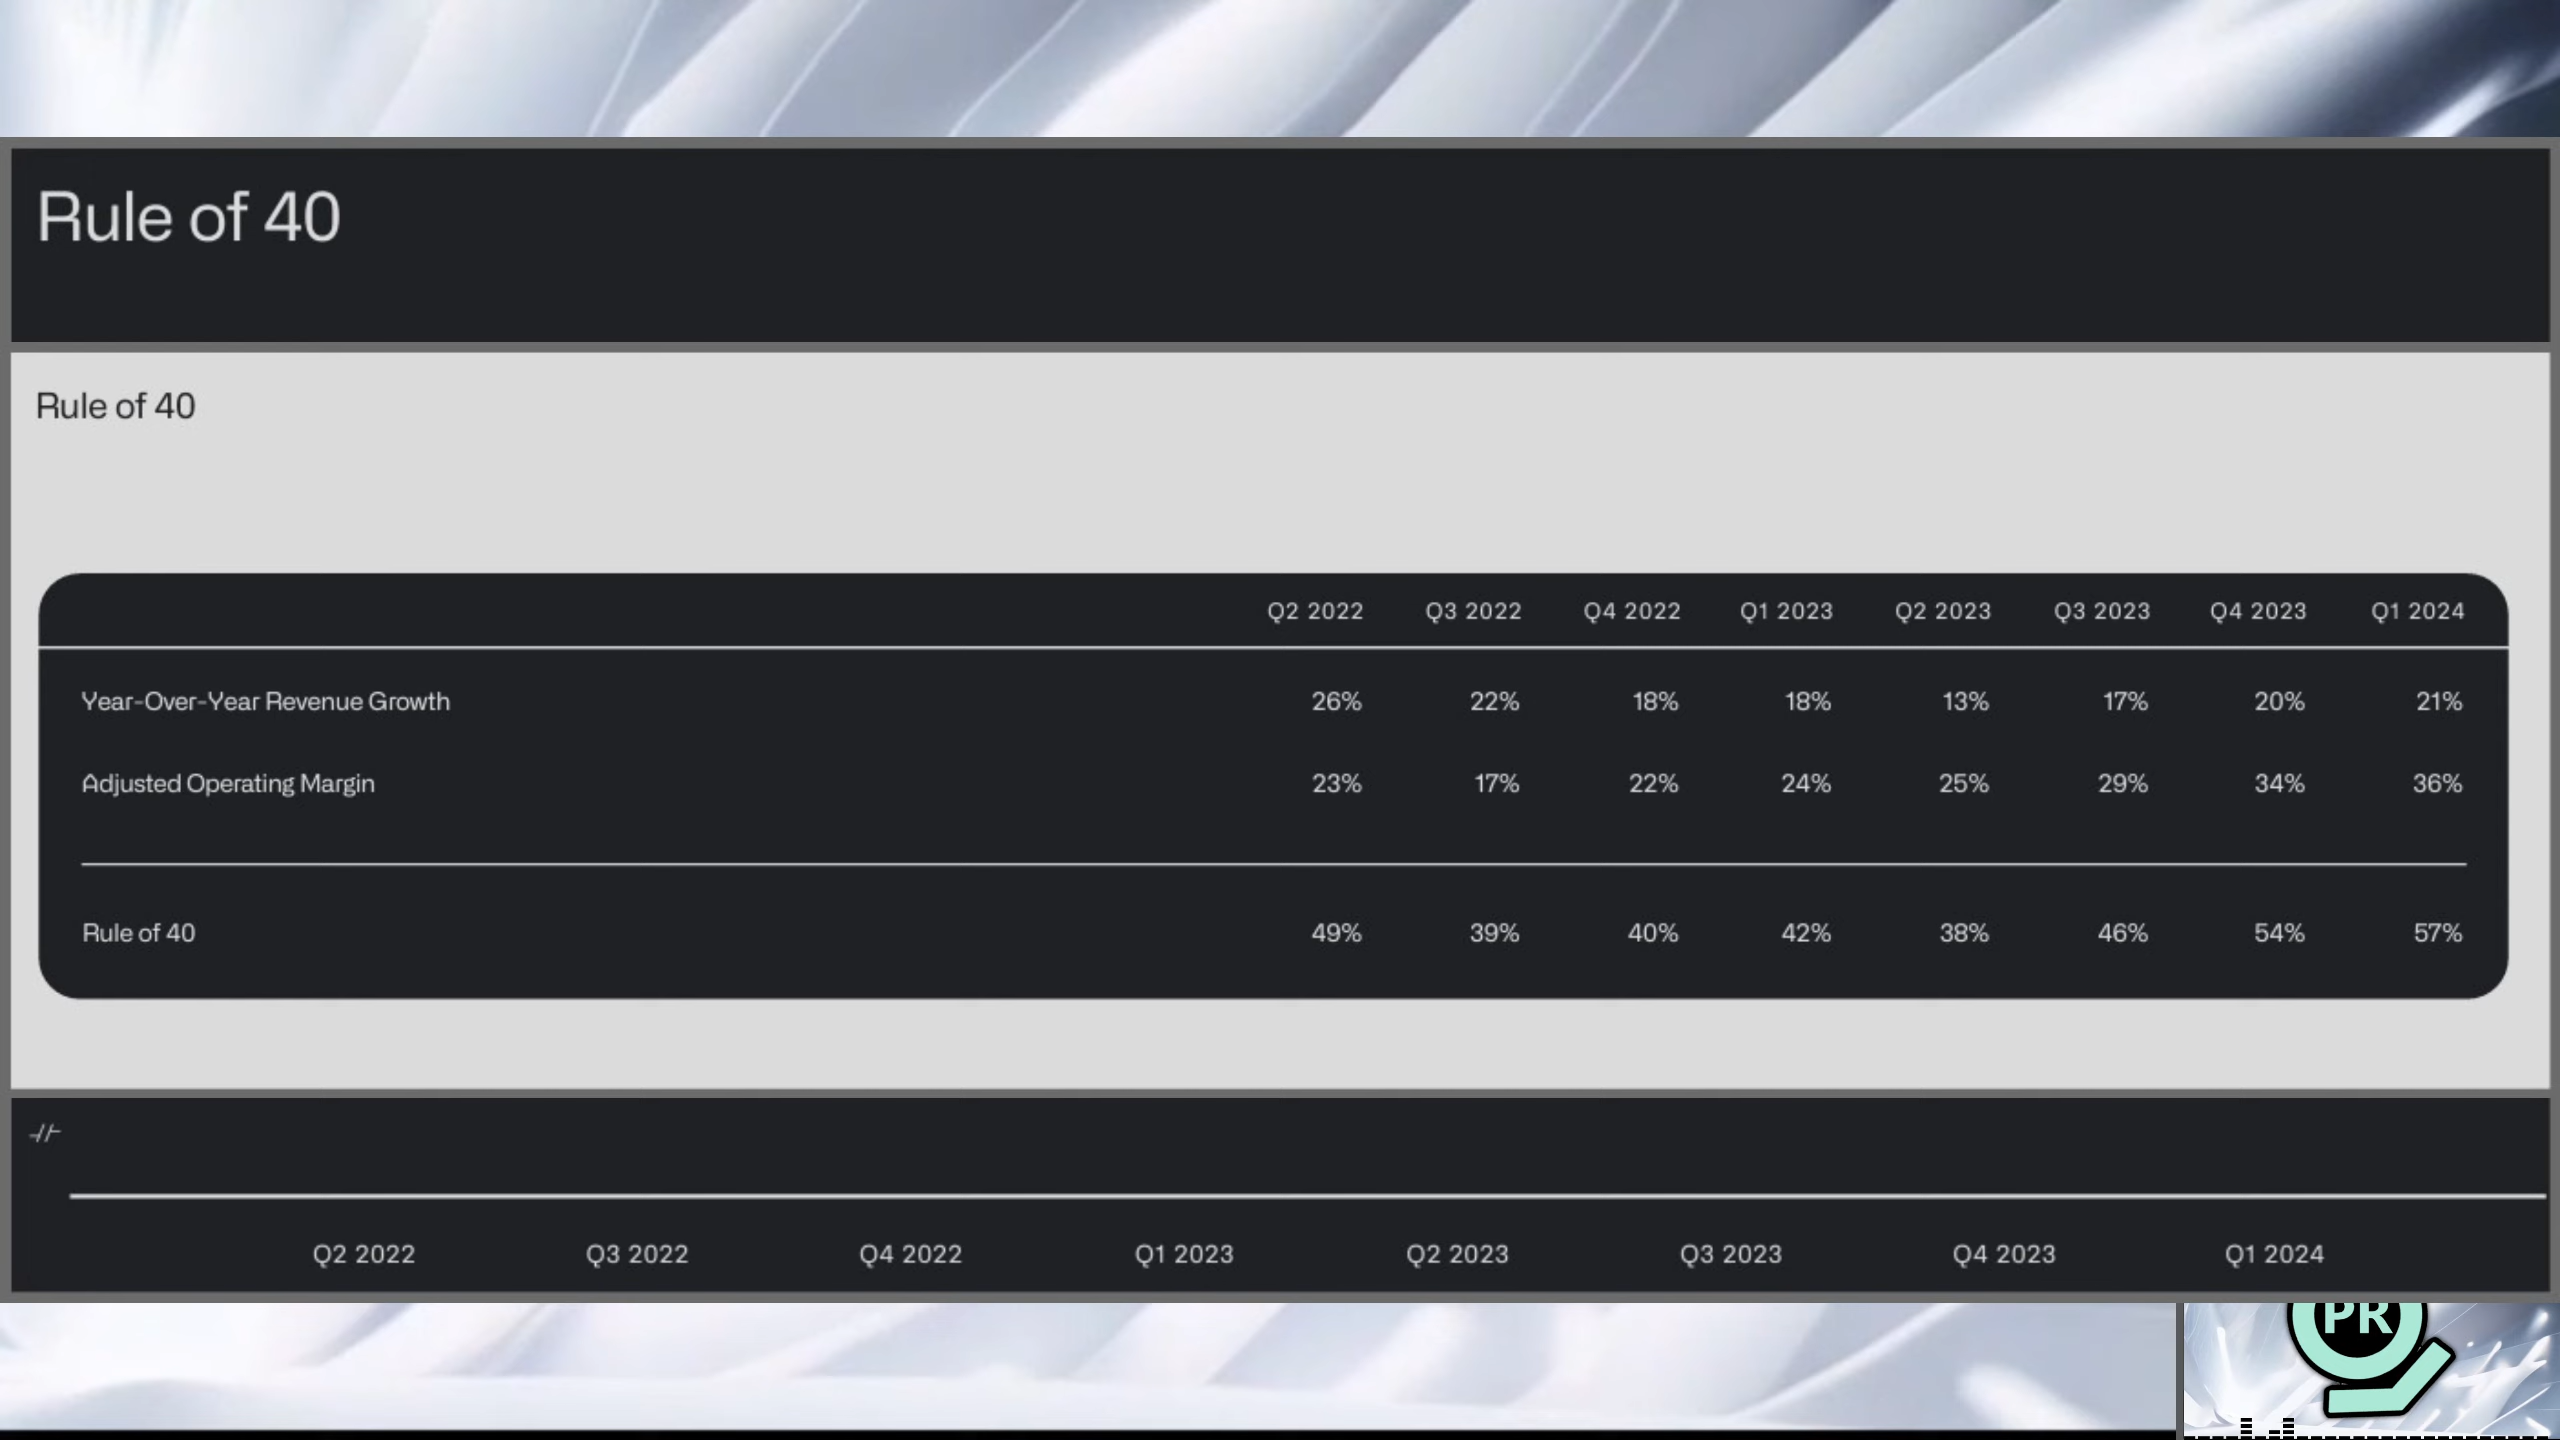 Rule of 40
Rule of 40
Q2 2022 Q3 2022 Q4 2022 Q1 2023 Q2 2023 Q3 2023 Q4 2023 Q1 2024
Year-Over-Year Revenue Growth 26% 22% 18% 18% 13% 17% 20% 21%
Adjusted Operating Margin 23% 17% 22% 24% 25% 29% 34% 36%
Rule of 40 49% 39% 40% 42% 38% 46% 54% 57%
Q2 2022 Q3 2022 Q4 2022 Q1 2023 Q2 2023 Q3 2023 Q4 2023 Q1 2024
PR